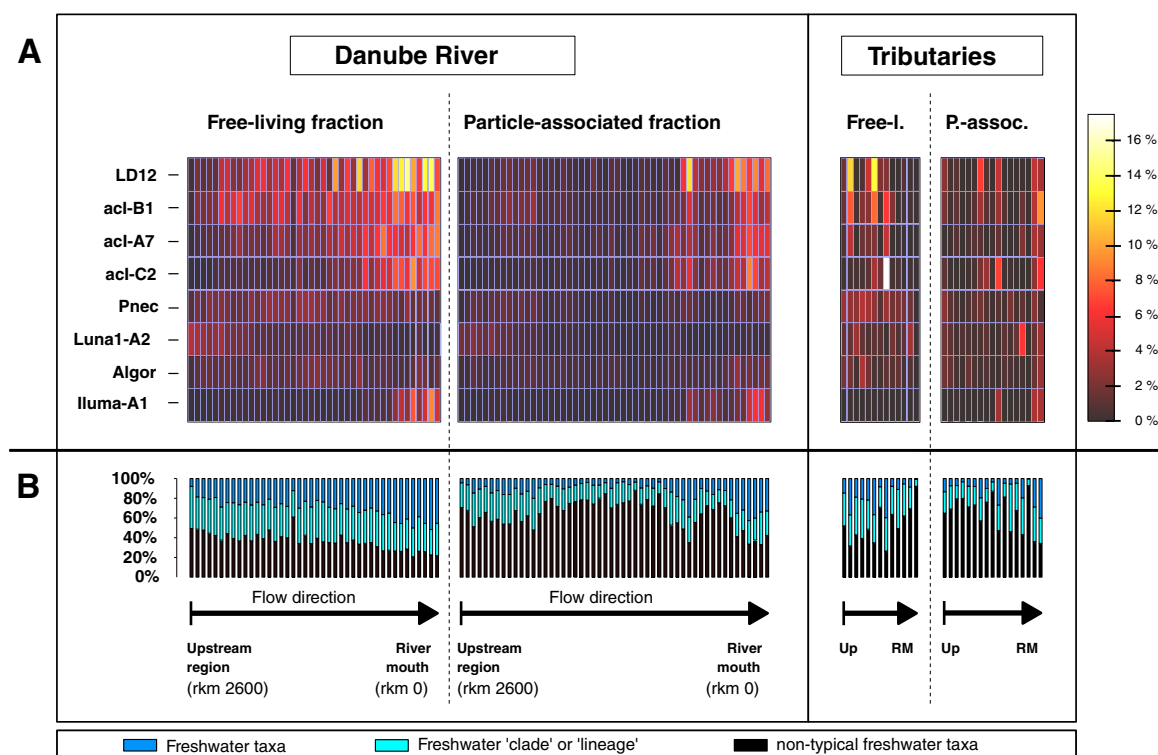 A
Danube River
Tributaries
Free-living fraction
Particle-associated fraction
Free-l.
P.-assoc.
LD12
acI-B1
acI-A7
acI-C2
Pnec
Luna1-A2
Algor
Iluma-A1
16 %
14 %
12 %
10 %
8 %
6 %
4 %
2 %
0 %
B
100%
80%
60%
40%
20%
0%
Flow direction
Flow direction
Upstream region (rkm 2600)
River mouth (rkm 0)
Upstream region (rkm 2600)
River mouth (rkm 0)
Up
RM
Up
RM
Freshwater taxa
Freshwater 'clade' or 'lineage'
non-typical freshwater taxa